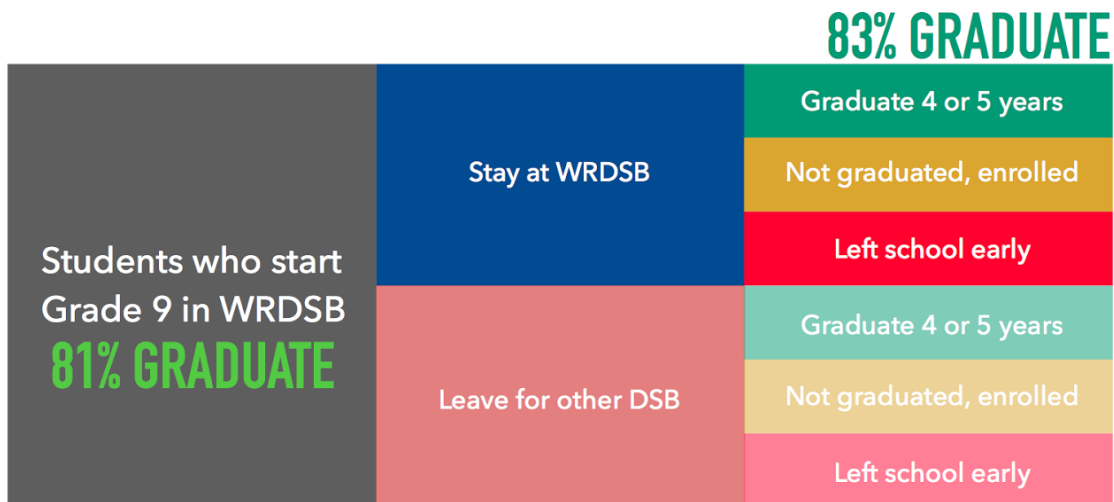 83% GRADUATE
Students who start
Grade 9 in WRDSB
81% GRADUATE
Stay at WRDSB
Graduate 4 or 5 years
Not graduated, enrolled
Left school early
Leave for other DSB
Graduate 4 or 5 years
Not graduated, enrolled
Left school early